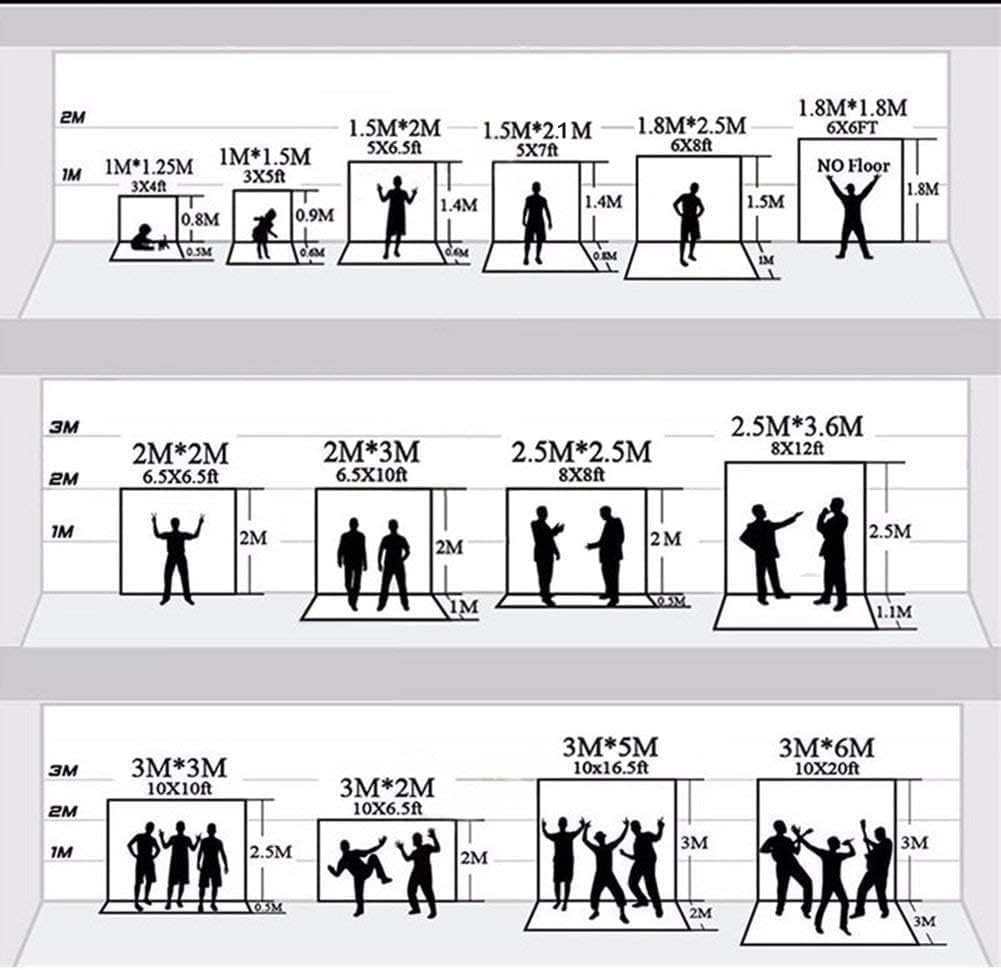 2M
1M
1M*1.25M
3X4ft
0.8M
0.5M
1M*1.5M
3X5ft
0.9M
0.6M
1.5M*2M
5X6.5ft
1.4M
0.6M
1.5M*2.1M
5X7ft
1.4M
0.8M
1.8M*2.5M
6X8ft
1.5M
1M
1.8M*1.8M
6X6FT
NO Floor
1.8M
3M
2M
1M
2M*2M
6.5X6.5ft
2M
2M*3M
6.5X10ft
2M
1M
2.5M*2.5M
8X8ft
2M
0.5M
2.5M*3.6M
8X12ft
2.5M
1.1M
3M
2M
1M
3M*3M
10X10ft
2.5M
0.5M
3M*2M
10X6.5ft
2M
3M*5M
10x16.5ft
3M
2M
3M*6M
10X20ft
3M
3M